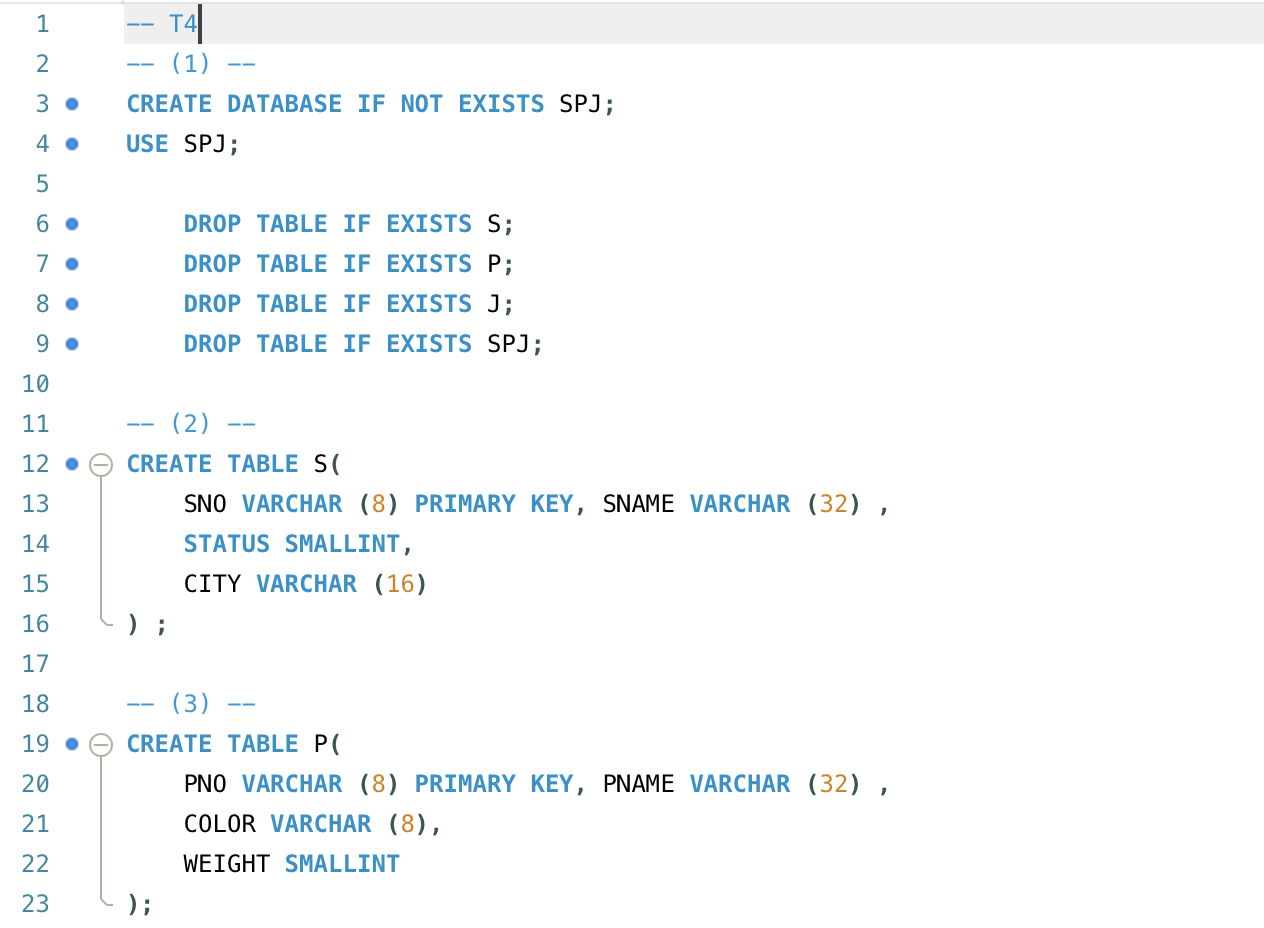 1 -- T4
2 -- (1) --
3 CREATE DATABASE IF NOT EXISTS SPJ;
4 USE SPJ;
5
6 DROP TABLE IF EXISTS S;
7 DROP TABLE IF EXISTS P;
8 DROP TABLE IF EXISTS J;
9 DROP TABLE IF EXISTS SPJ;
10
11 -- (2) --
12 CREATE TABLE S(
13 SNO VARCHAR (8) PRIMARY KEY, SNAME VARCHAR (32) ,
14 STATUS SMALLINT,
15 CITY VARCHAR (16)
16 ) ;
17
18 -- (3) --
19 CREATE TABLE P(
20 PNO VARCHAR (8) PRIMARY KEY, PNAME VARCHAR (32) ,
21 COLOR VARCHAR (8),
22 WEIGHT SMALLINT
23 );